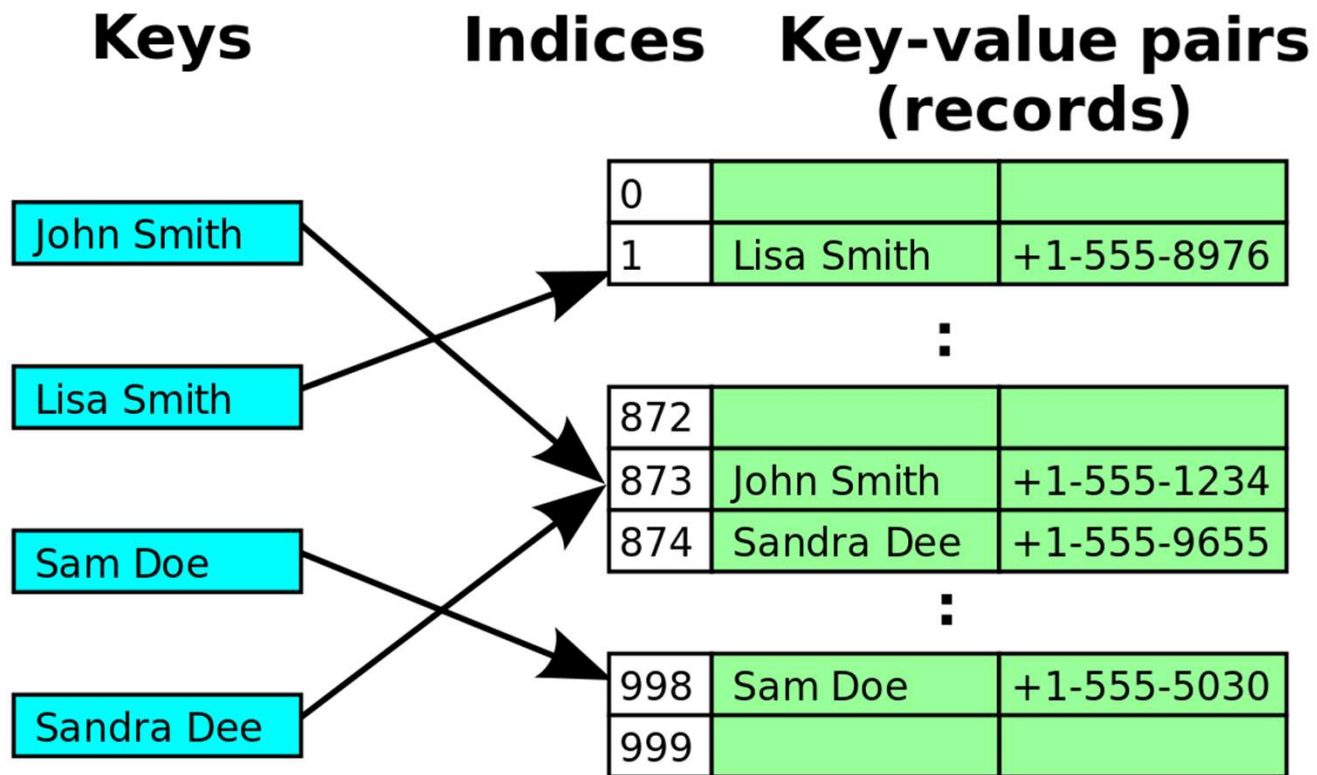 Keys
Indices
Key-value pairs
(records)
John Smith
Lisa Smith
Sam Doe
Sandra Dee
0
1 Lisa Smith +1-555-8976
:
872
873 John Smith +1-555-1234
874 Sandra Dee +1-555-9655
:
998 Sam Doe +1-555-5030
999